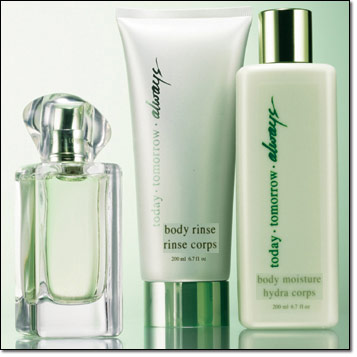 today · tomorrow · always
body rinse
rinse corps
200 ml 6.7 fl oz
today · tomorrow · always
body moisture
hydra corps
200 ml 6.7 fl oz